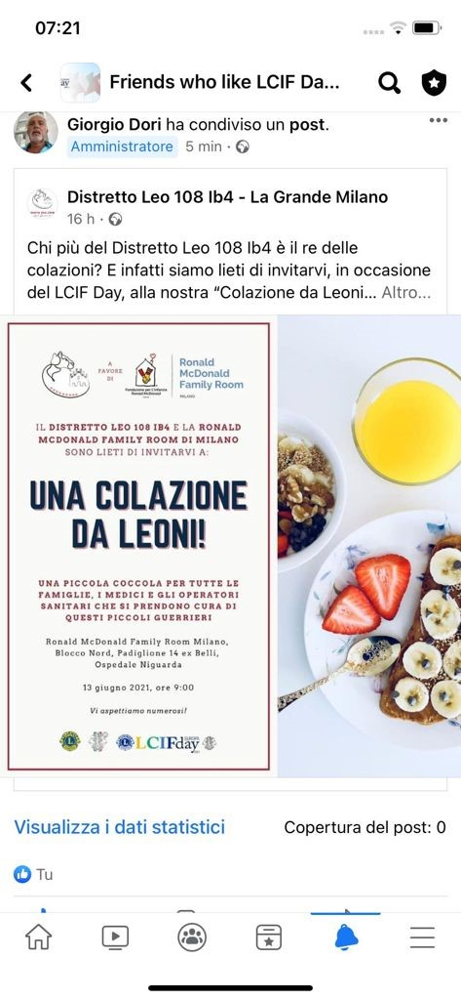 07:21
Friends who like LCIF Da...
Giorgio Dori ha condiviso un post.
Amministratore 5 min ·
Distretto Leo 108 Ib4 - La Grande Milano
16 h ·
Chi più del Distretto Leo 108 Ib4 è il re delle
colazioni? E infatti siamo lieti di invitarvi, in occasione
del LCIF Day, alla nostra “Colazione da Leoni... Altro...
A
FAVORE
DI
Fondazione per l'Infanzia
Ronald McDonald
Ronald
McDonald
Family Room
MILANO
IL DISTRETTO LEO 108 IB4 E LA RONALD
MCDONALD FAMILY ROOM DI MILANO
SONO LIETI DI INVITARVI A:
UNA COLAZIONE
DA LEONI!
UNA PICCOLA COCCOLA PER TUTTE LE
FAMIGLIE, I MEDICI E GLI OPERATORI
SANITARI CHE SI PRENDONO CURA DI
QUESTI PICCOLI GUERRIERI
Ronald McDonald Family Room Milano,
Blocco Nord, Padiglione 14 ex Belli,
Ospedale Niguarda
13 giugno 2021, ore 9:00
Vi aspettiamo numerosi!
LCIFday
Visualizza i dati statistici
Copertura del post: 0
Tu